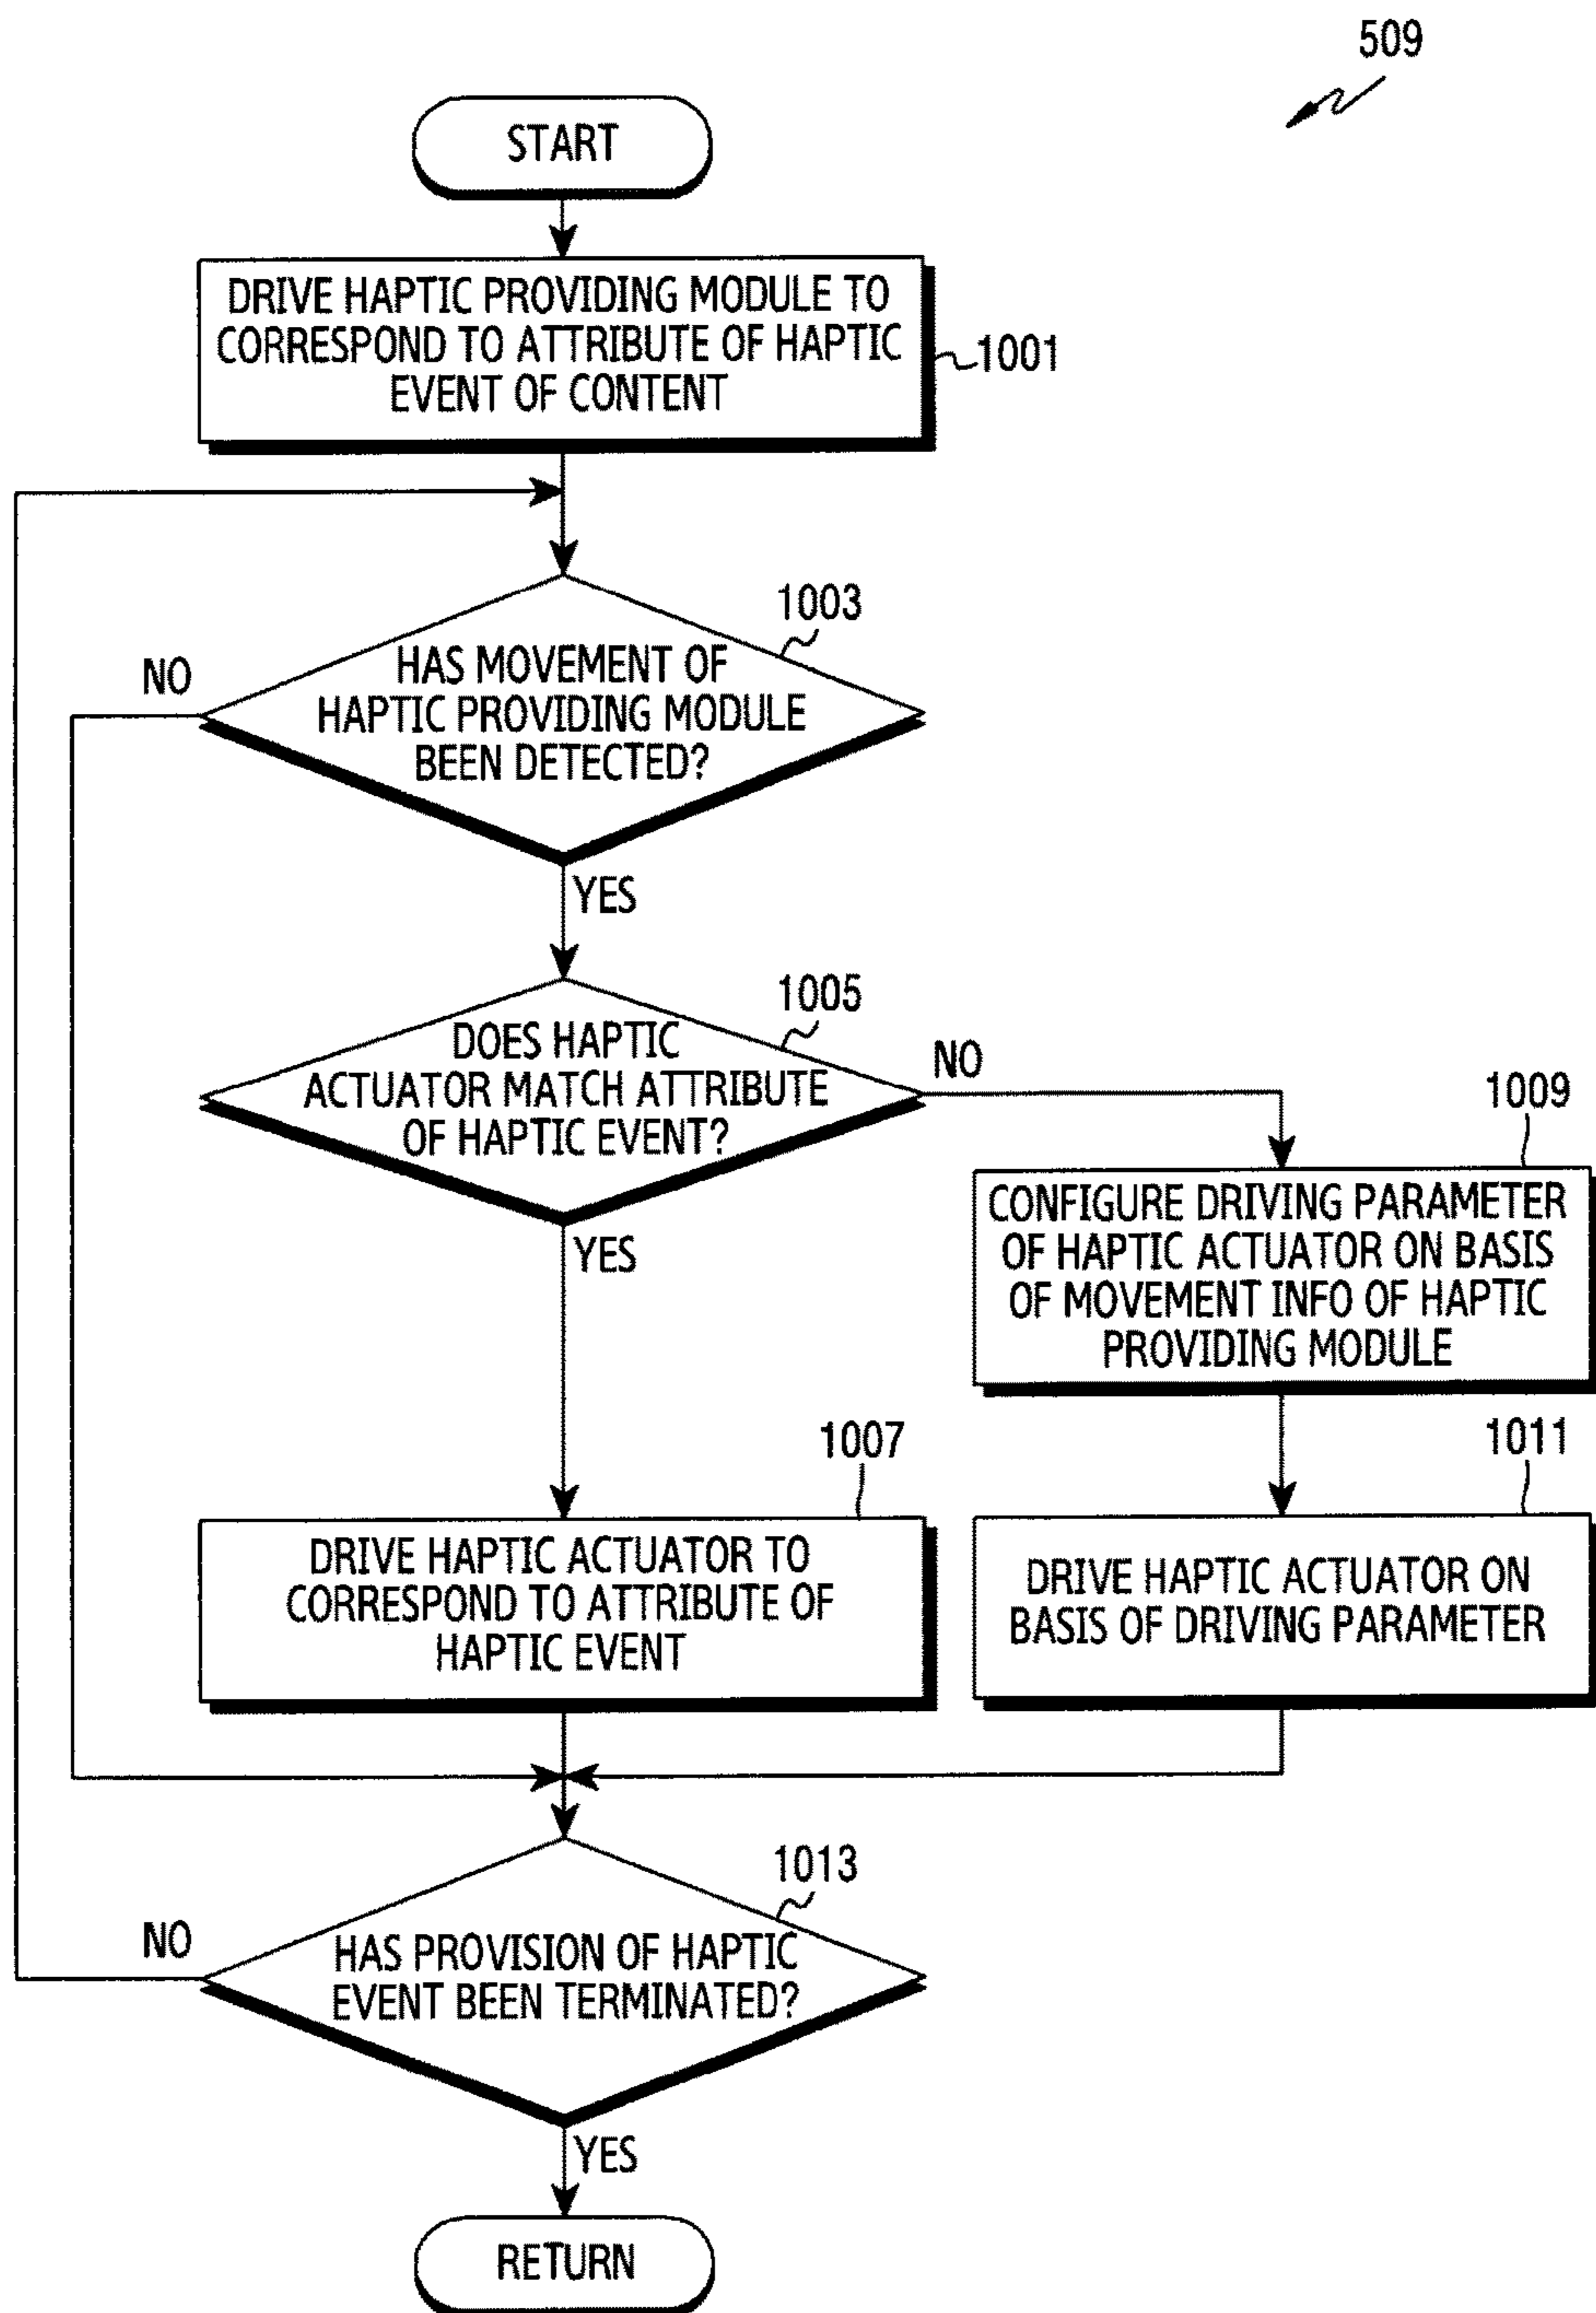 509
START
DRIVE HAPTIC PROVIDING MODULE TO
CORRESPOND TO ATTRIBUTE OF HAPTIC
EVENT OF CONTENT
1001
1003
NO
HAS MOVEMENT OF
HAPTIC PROVIDING MODULE
BEEN DETECTED?
YES
1005
DOES HAPTIC
ACTUATOR MATCH ATTRIBUTE
OF HAPTIC EVENT?
NO
YES
1009
CONFIGURE DRIVING PARAMETER
OF HAPTIC ACTUATOR ON BASIS
OF MOVEMENT INFO OF HAPTIC
PROVIDING MODULE
1007
DRIVE HAPTIC ACTUATOR TO
CORRESPOND TO ATTRIBUTE OF
HAPTIC EVENT
1011
DRIVE HAPTIC ACTUATOR ON
BASIS OF DRIVING PARAMETER
1013
NO
HAS PROVISION OF HAPTIC
EVENT BEEN TERMINATED?
YES
RETURN